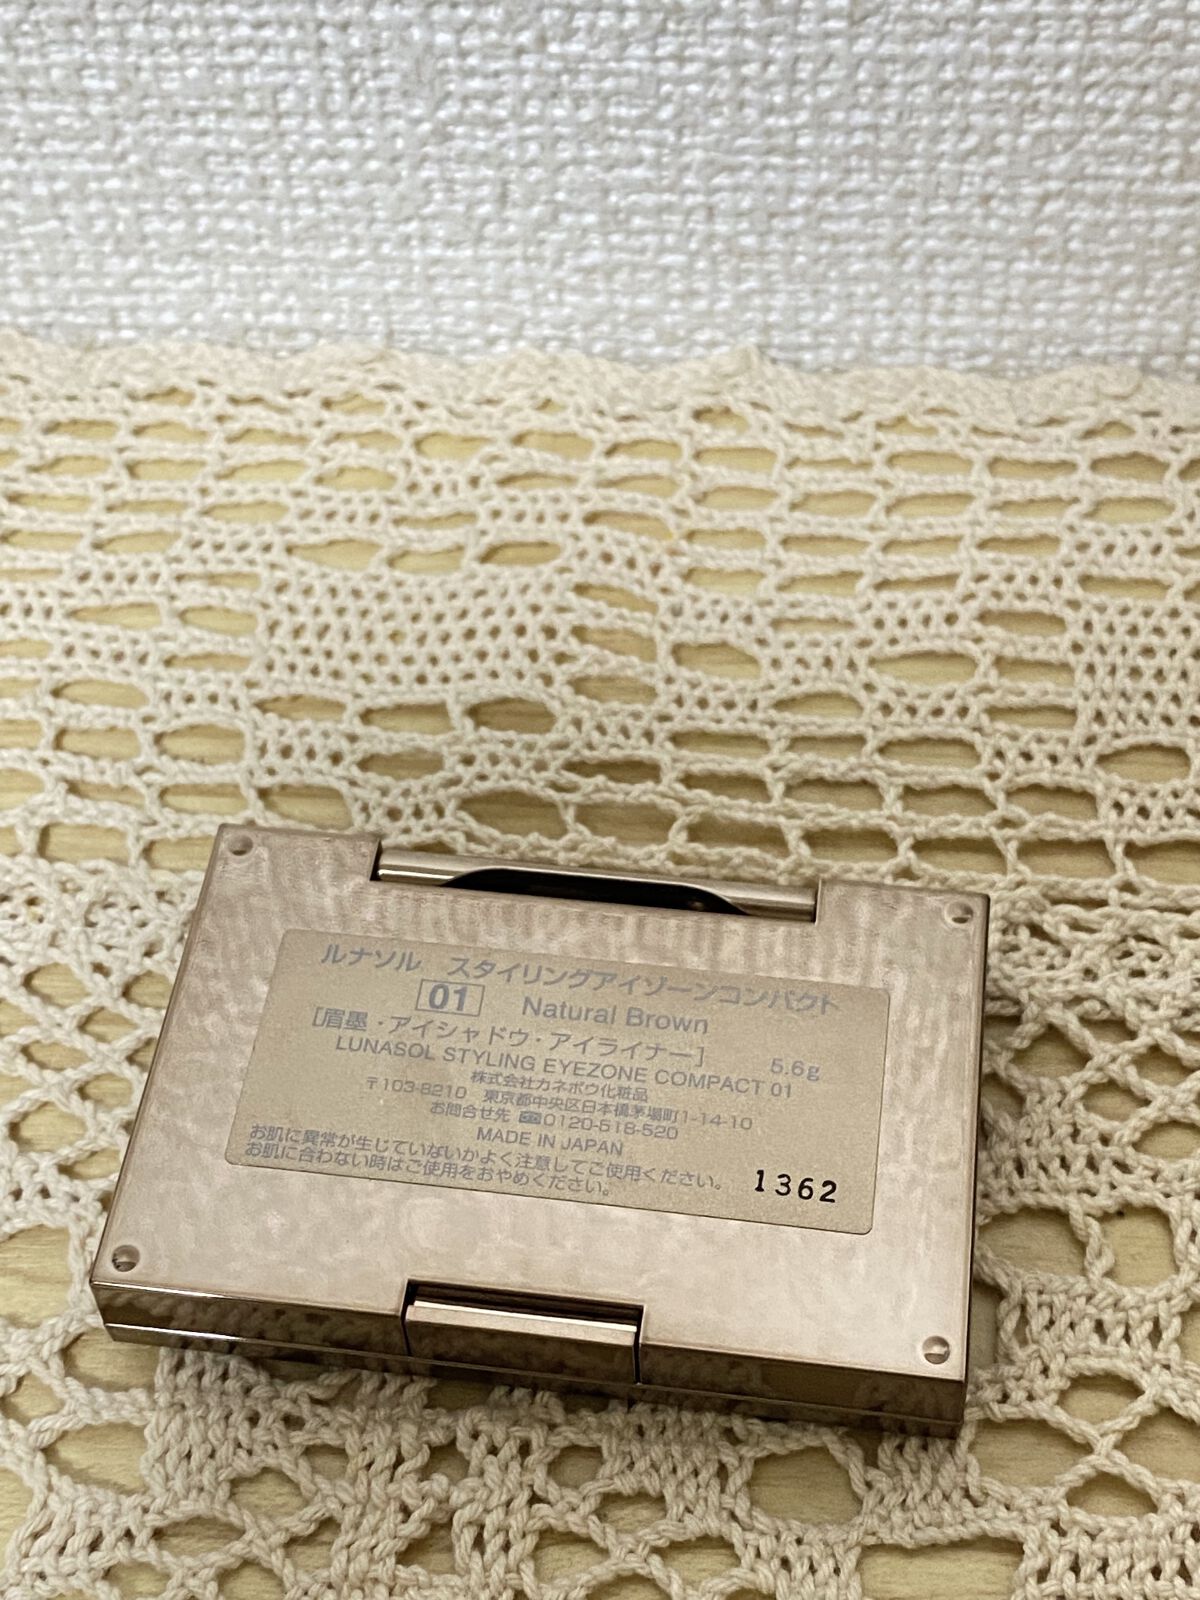 ルナソル　スタイリングアイゾーンコンパクト
01　Natural Brown
［眉墨・アイシャドウ・アイライナー］　5.6g
LUNASOL STYLING EYEZONE COMPACT 01
株式会社カネボウ化粧品
〒103-8210　東京都中央区日本橋茅場町1-14-10
お問合せ先 0120-518-520
MADE IN JAPAN
お肌に異常が生じていないかよく注意してご使用ください。
お肌に合わない時はご使用をおやめください。
1362